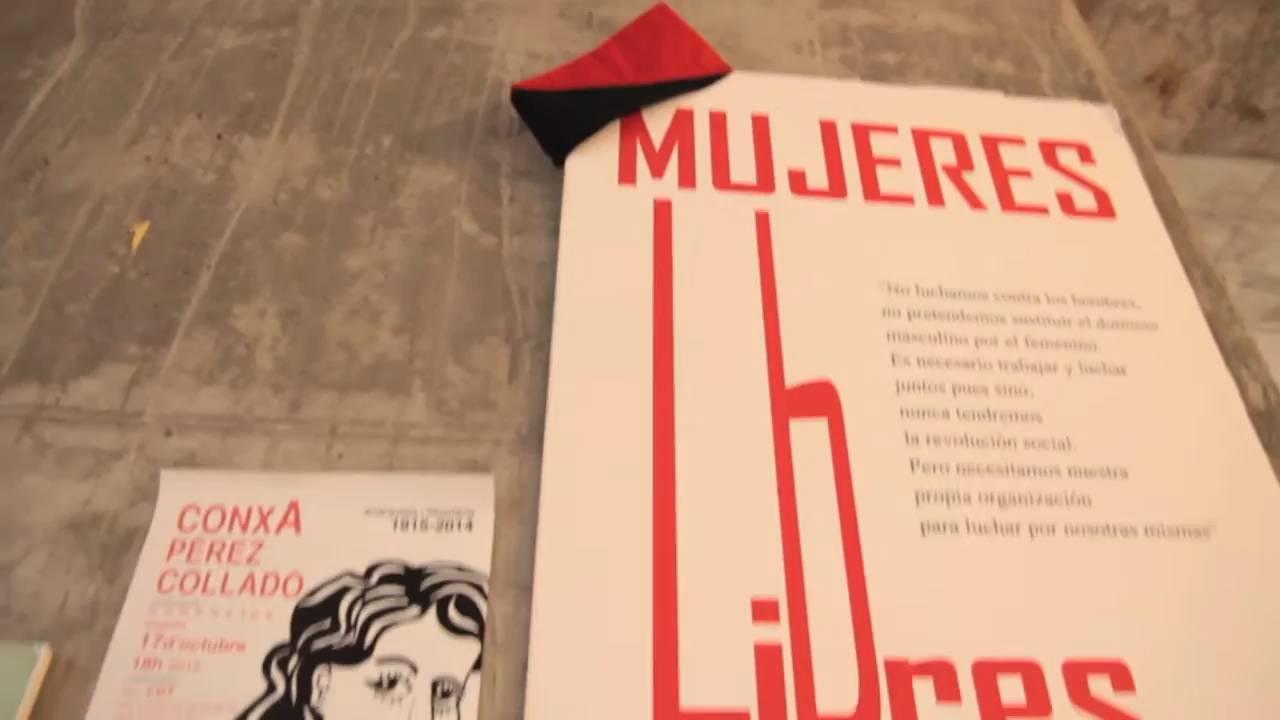 MUJERES
Libres
"No luchamos contra los hombres,
no pretendemos sustituir el dominio
masculino por el femenino.
Es necesario trabajar y luchar
juntos pues sino,
nunca tendremos
la revolución social.
Pero necesitamos nuestra
propia organización
para luchar por nosotras mismas"
CONXA
PÉREZ
COLLADO
1915-2014
17 d'octubre
18h